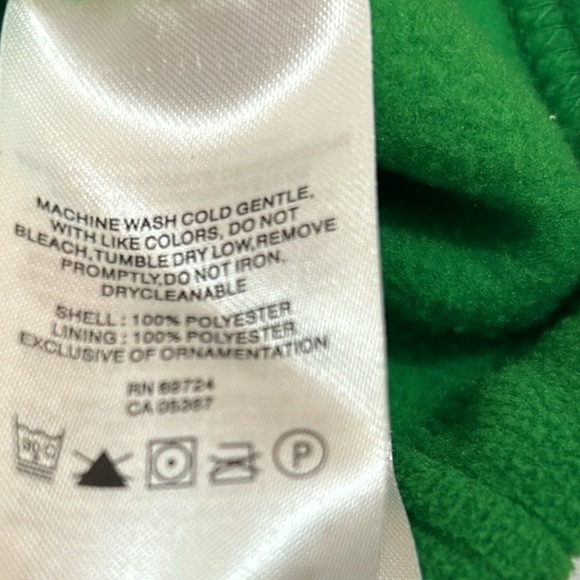 MACHINE WASH COLD GENTLE,
WITH LIKE COLORS, DO NOT
BLEACH,TUMBLE DRY LOW,REMOVE
PROMPTLY,DO NOT IRON.
DRYCLEANABLE
SHELL : 100% POLYESTER
LINING : 100% POLYESTER
EXCLUSIVE OF ORNAMENTATION
RN 69724
CA 05367
P